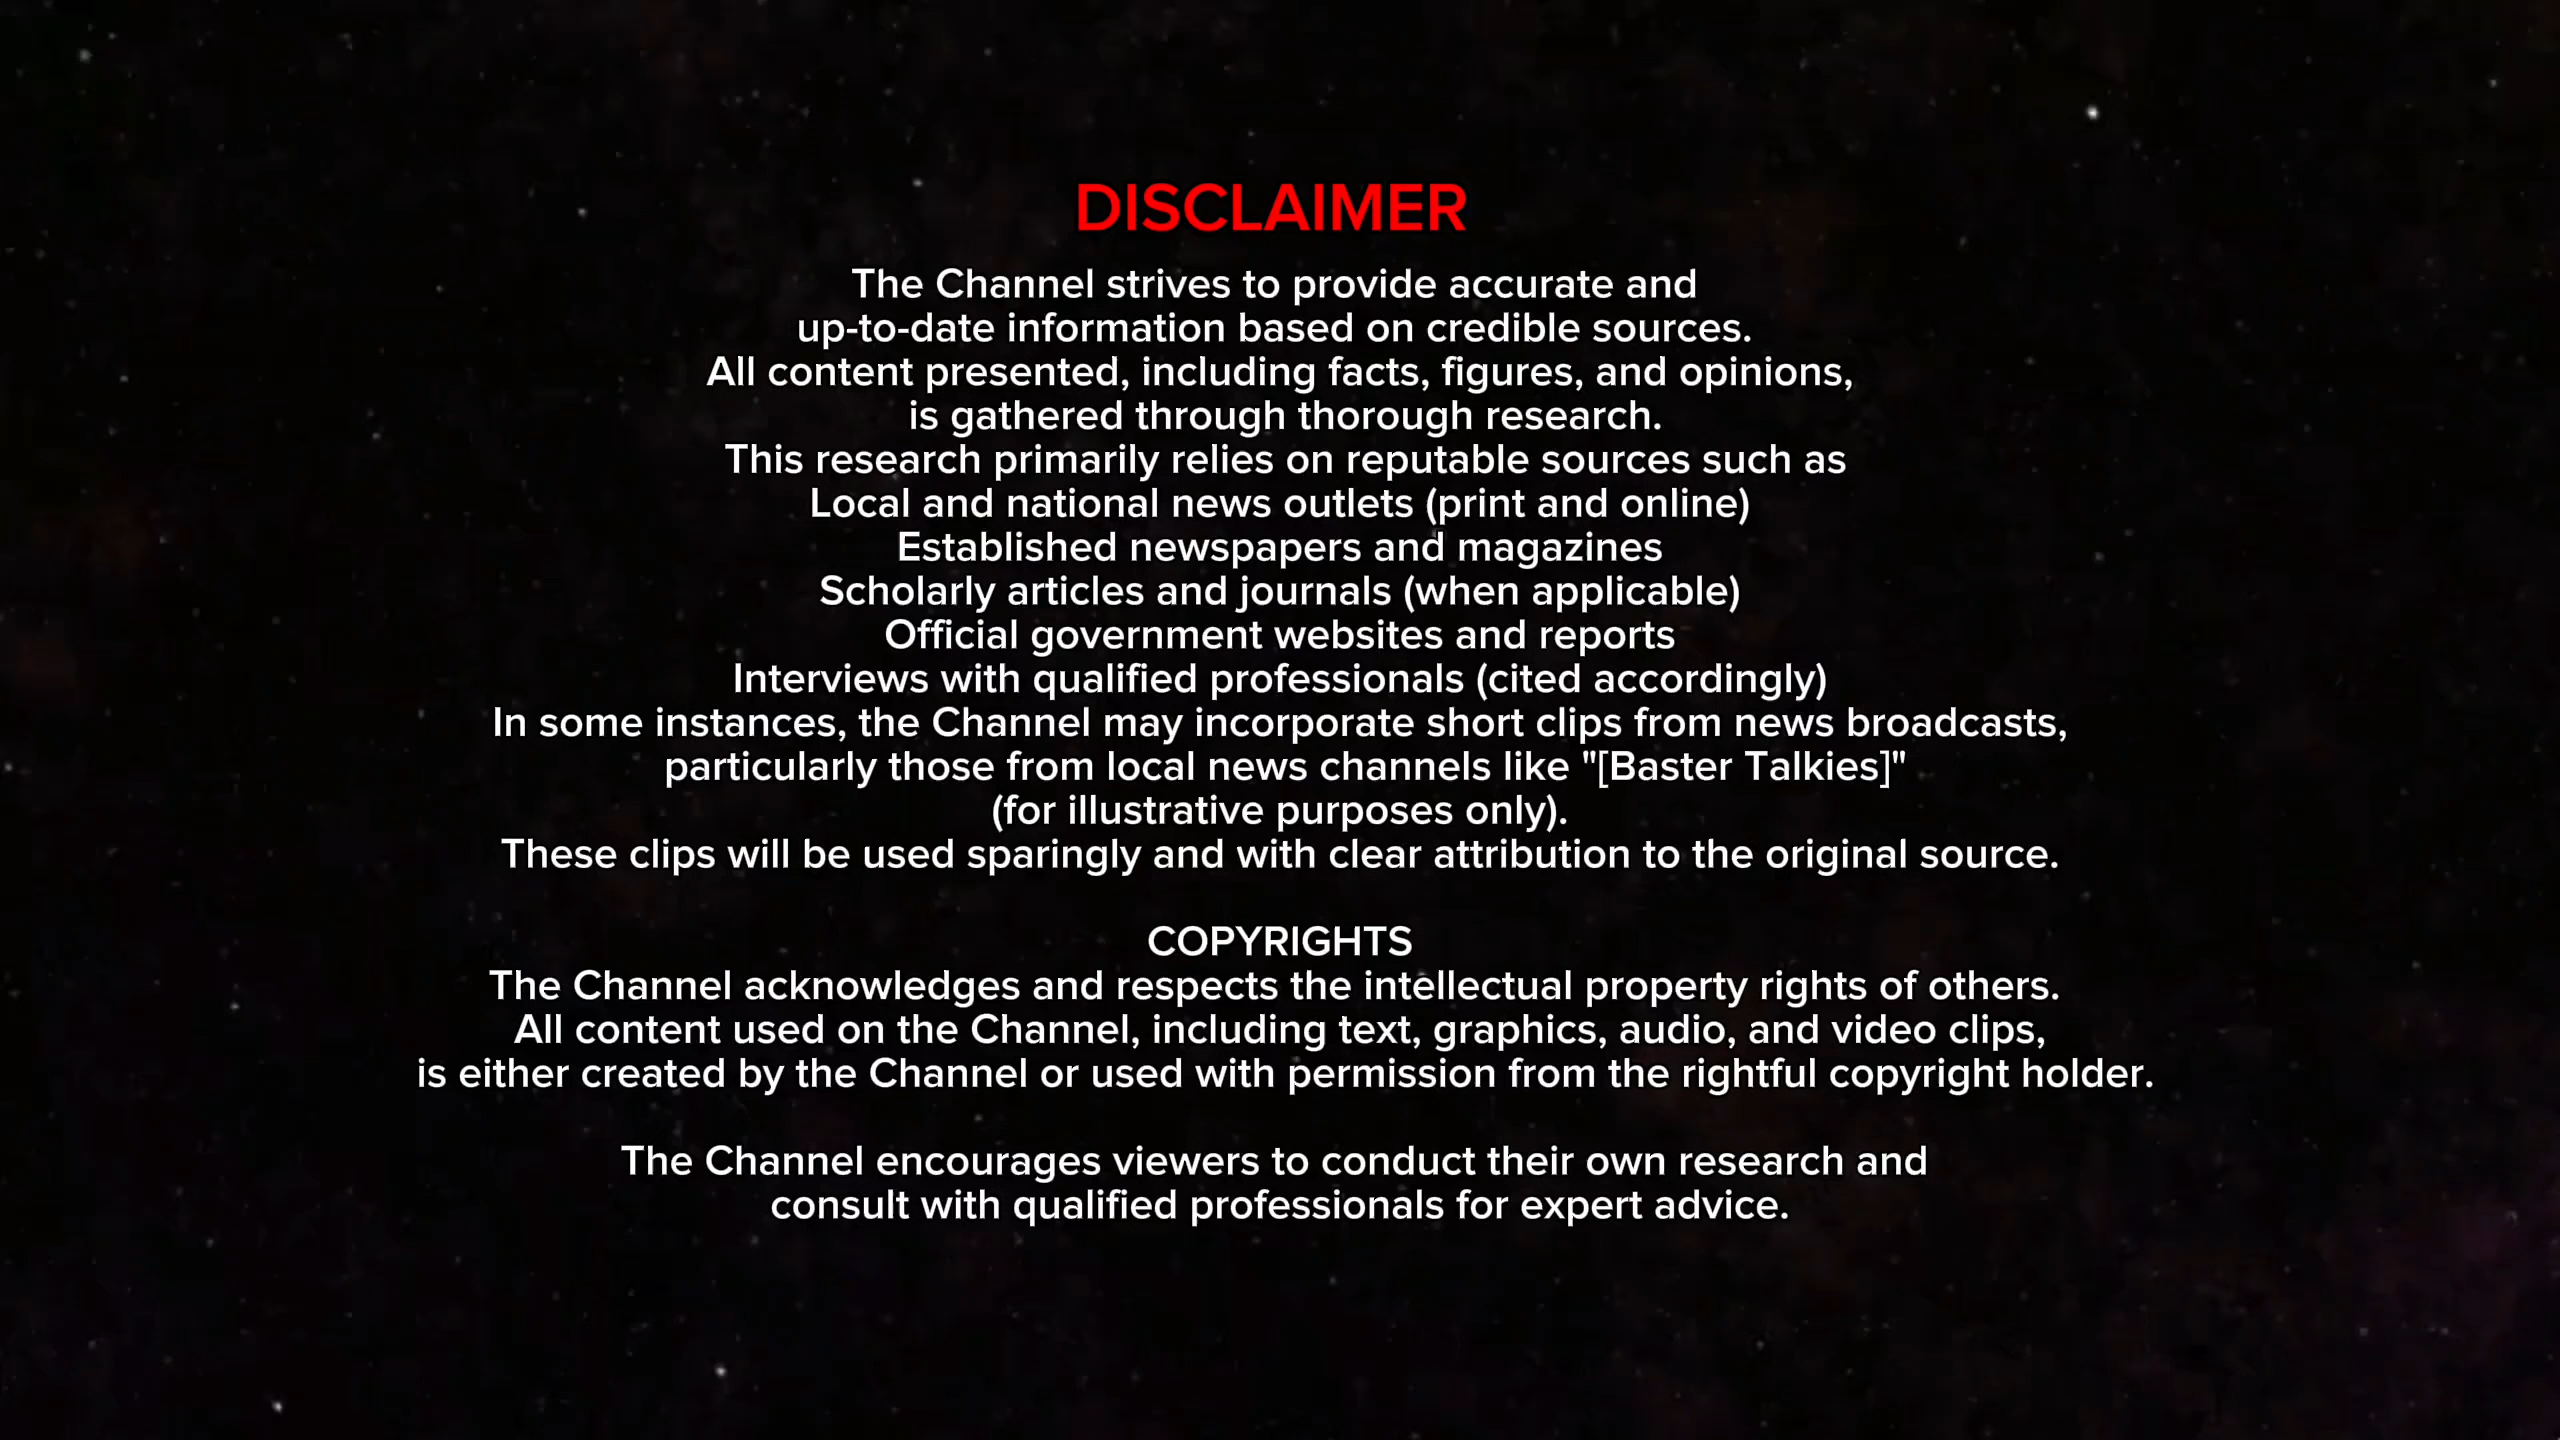 DISCLAIMER
The Channel strives to provide accurate and
up-to-date information based on credible sources.
All content presented, including facts, figures, and opinions,
is gathered through thorough research.
This research primarily relies on reputable sources such as
Local and national news outlets (print and online)
Established newspapers and magazines
Scholarly articles and journals (when applicable)
Official government websites and reports
Interviews with qualified professionals (cited accordingly)
In some instances, the Channel may incorporate short clips from news broadcasts,
particularly those from local news channels like "[Baster Talkies]"
(for illustrative purposes only).
These clips will be used sparingly and with clear attribution to the original source.
COPYRIGHTS
The Channel acknowledges and respects the intellectual property rights of others.
All content used on the Channel, including text, graphics, audio, and video clips,
is either created by the Channel or used with permission from the rightful copyright holder.
The Channel encourages viewers to conduct their own research and
consult with qualified professionals for expert advice.